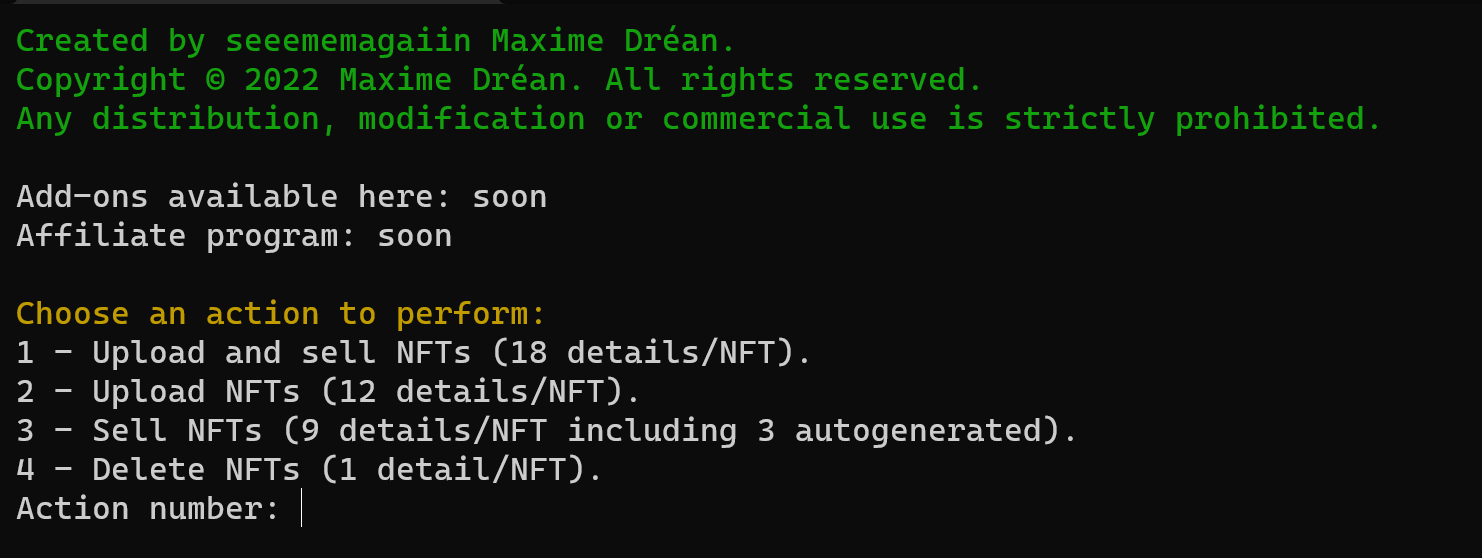 Created by seeememagaiin Maxime Dréan.
Copyright © 2022 Maxime Dréan. All rights reserved.
Any distribution, modification or commercial use is strictly prohibited.
Add-ons available here: soon
Affiliate program: soon
Choose an action to perform:
1 - Upload and sell NFTs (18 details/NFT).
2 - Upload NFTs (12 details/NFT).
3 - Sell NFTs (9 details/NFT including 3 autogenerated).
4 - Delete NFTs (1 detail/NFT).
Action number: